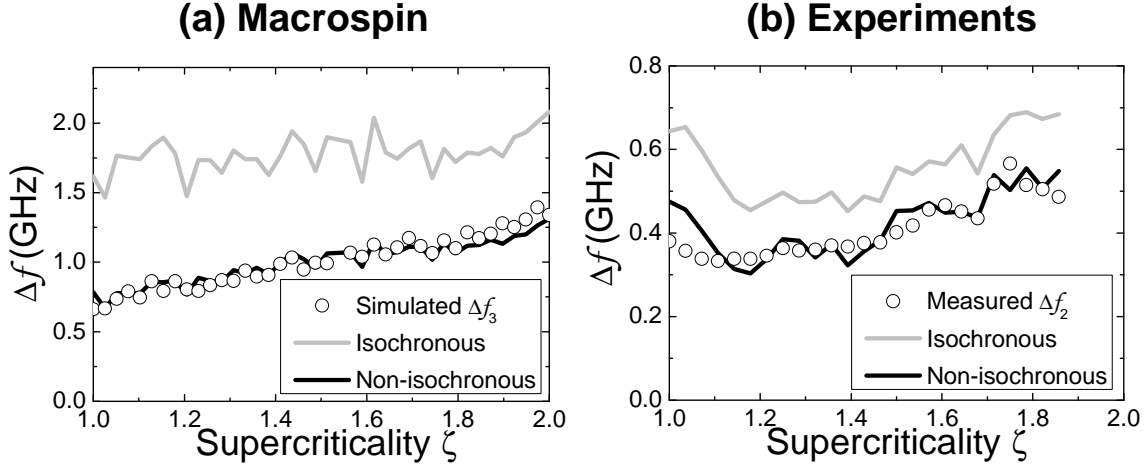 (a) Macrospin
(b) Experiments
2.0
1.5
1.0
0.5
0.0
Δf (GHz)
Simulated Δf3
Isochronous
Non-isochronous
1.0 1.2 1.4 1.6 1.8 2.0
Supercriticality ζ
0.8
0.6
0.4
0.2
0.0
Δf (GHz)
Measured Δf2
Isochronous
Non-isochronous
1.0 1.2 1.4 1.6 1.8 2.0
Supercriticality ζ